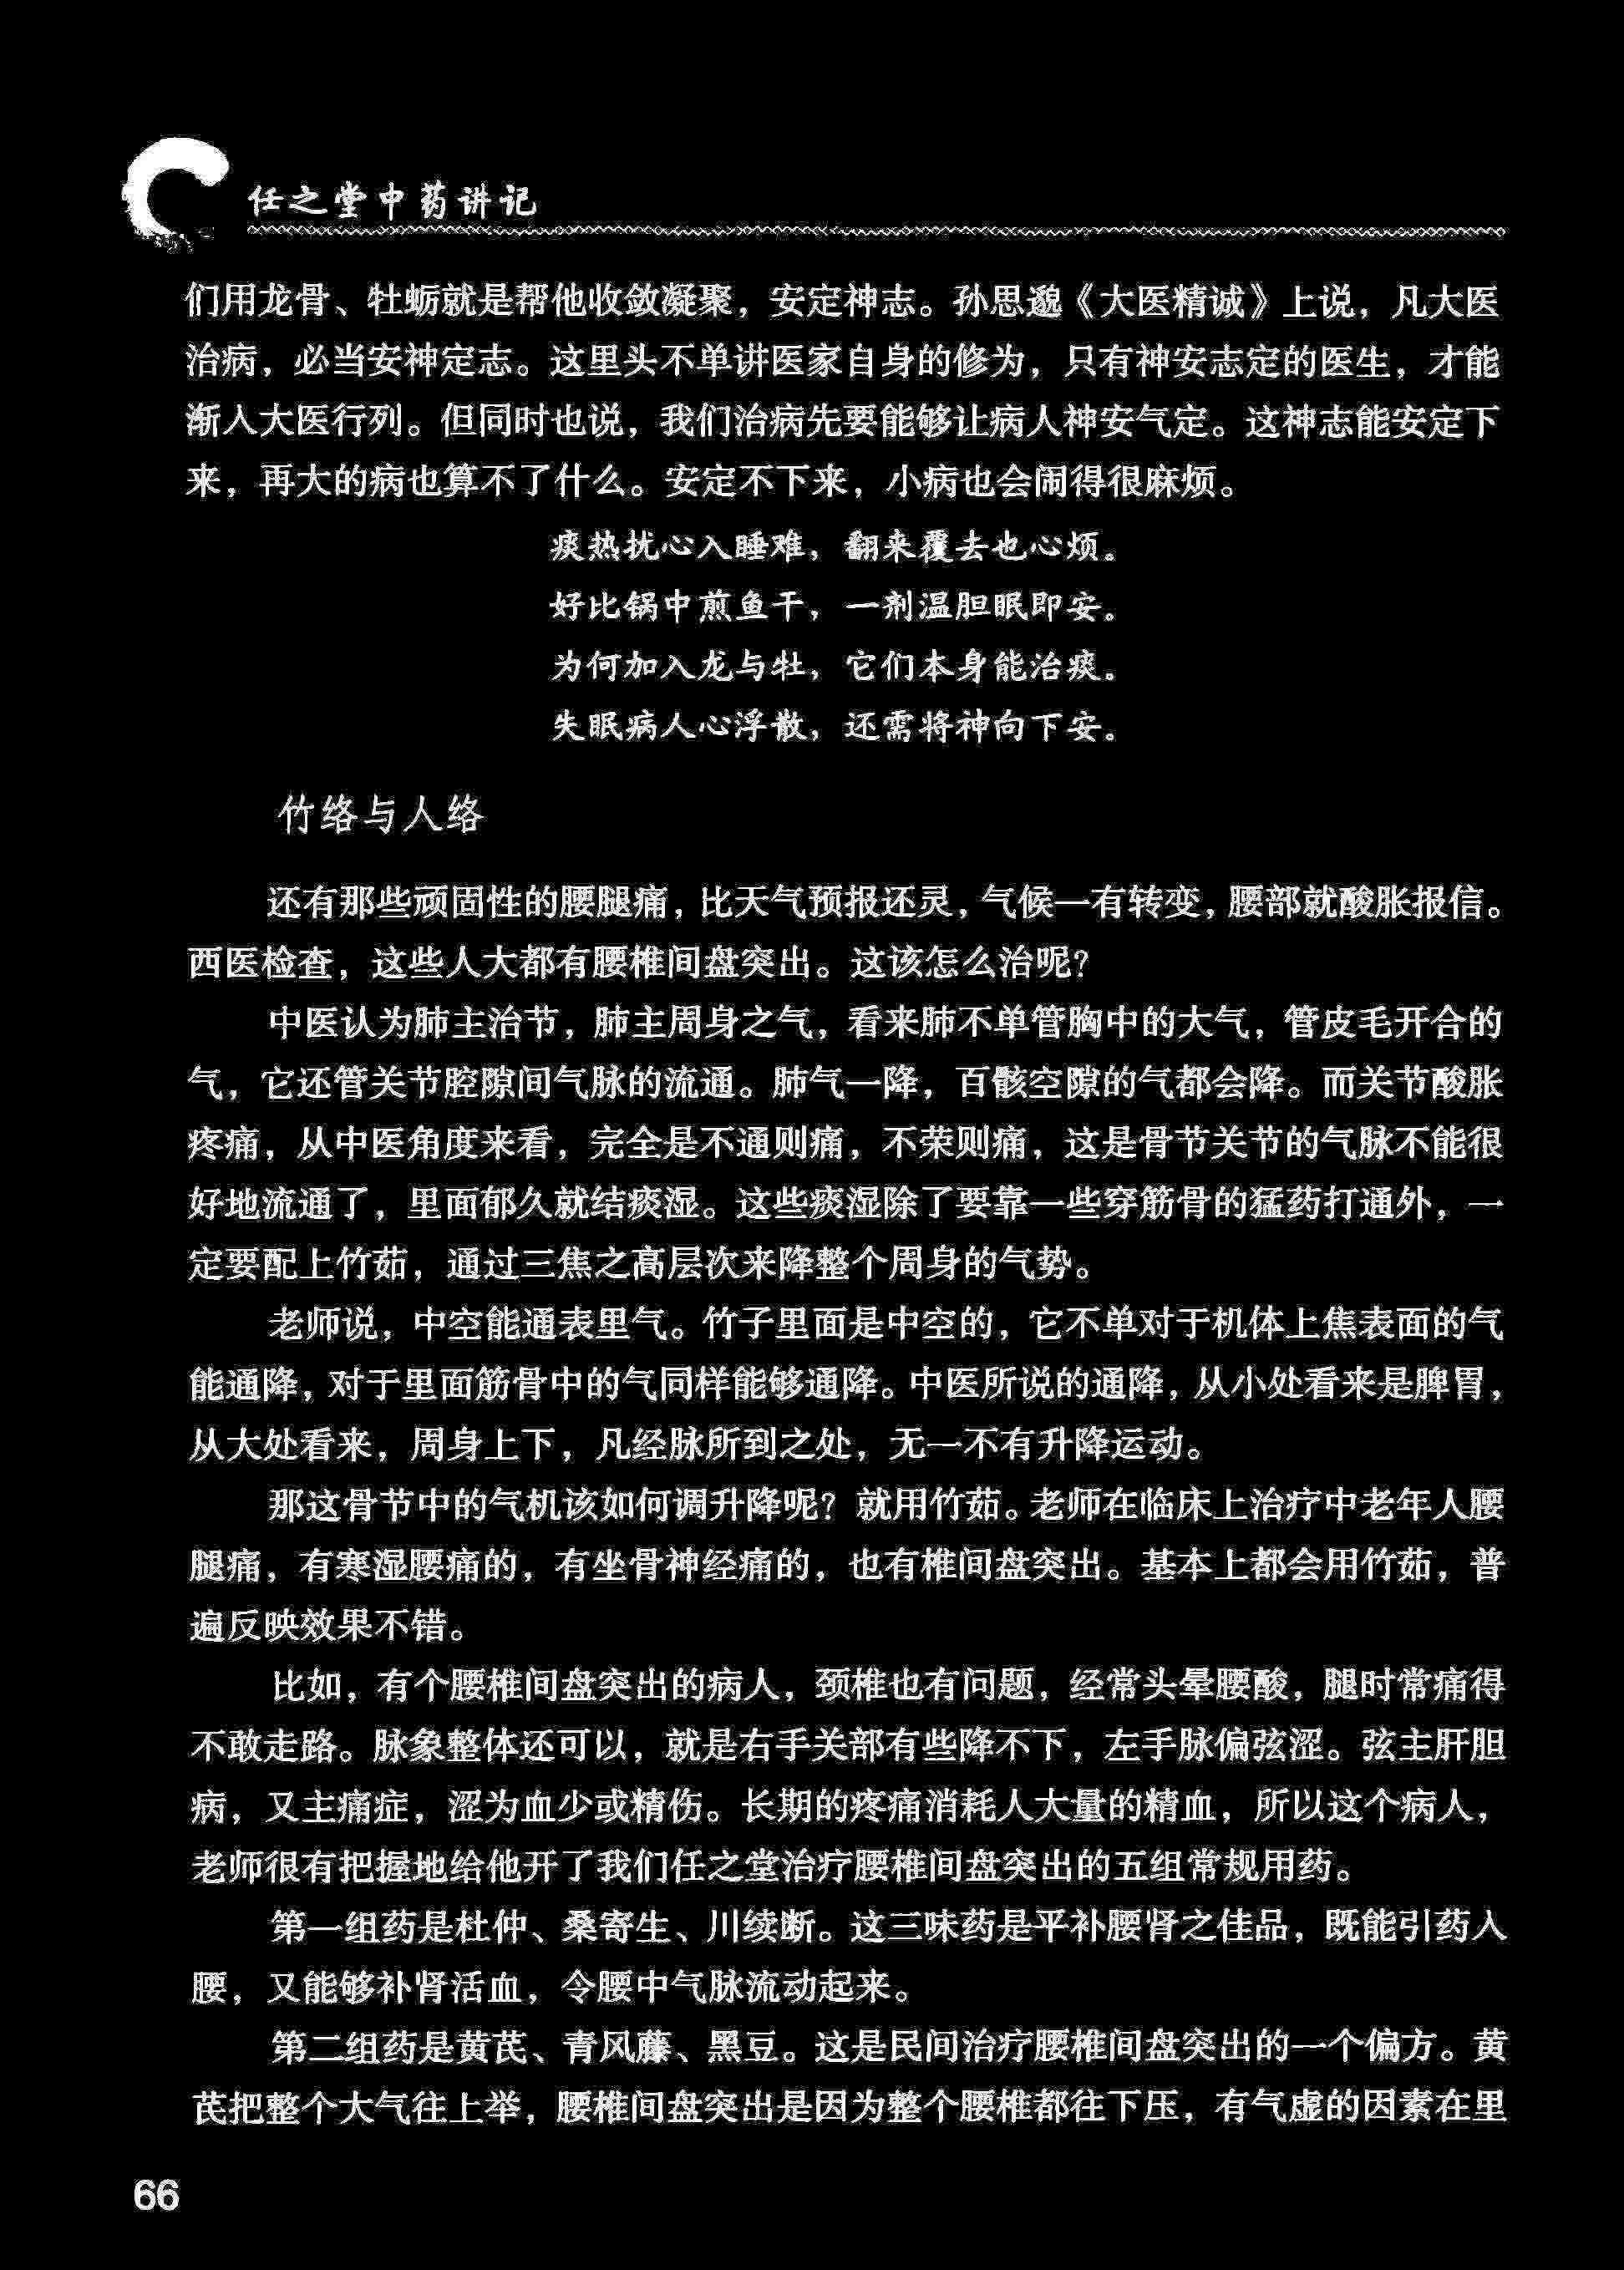 任之堂中药讲记
们用龙骨、牡蛎就是帮他收敛凝聚，安定神志。孙思邈《大医精诚》上说，凡大医
治病，必当安神定志。这里头不单讲医家自身的修为，只有神安志定的医生，才能
渐入大医行列。但同时也说，我们治病先要能够让病人神安气定。这神志能安定下
来，再大的病也算不了什么。安定不下来，小病也会闹得很麻烦。
痰热扰心入睡难，翻来覆去也心烦。
好比锅中煎鱼干，一剂温胆眠即安。
为何加入龙与牡，它们本身能治痰。
失眠病人心浮散，还需将神向下安。
竹络与人络
还有那些顽固性的腰腿痛，比天气预报还灵，气候一有转变，腰部就酸胀报信。
西医检查，这些人大都有腰椎间盘突出。这该怎么治呢？
中医认为肺主治节，肺主周身之气，看来肺不单管胸中的大气，管皮毛开合的
气，它还管关节腔隙间气脉的流通。肺气一降，百骸空隙的气都会降。而关节酸胀
疼痛，从中医角度来看，完全是不通则痛，不荣则痛，这是骨节关节的气脉不能很
好地流通了，里面郁久就结痰湿。这些痰湿除了要靠一些穿筋骨的猛药打通外，一
定要配上竹茹，通过三焦之高层次来降整个周身的气势。
老师说，中空能通表里气。竹子里面是中空的，它不单对于机体上焦表面的气
能通降，对于里面筋骨中的气同样能够通降。中医所说的通降，从小处看来是脾胃，
从大处看来，周身上下，凡经脉所到之处，无一不有升降运动。
那这骨节中的气机该如何调升降呢？就用竹茹。老师在临床上治疗中老年人腰
腿痛，有寒湿腰痛的，有坐骨神经痛的，也有椎间盘突出。基本上都会用竹茹，普
遍反映效果不错。
比如，有个腰椎间盘突出的病人，颈椎也有问题，经常头晕腰酸，腿时常痛得
不敢走路。脉象整体还可以，就是右手关部有些降不下，左手脉偏弦涩。弦主肝胆
病，又主痛症，涩为血少或精伤。长期的疼痛消耗人大量的精血，所以这个病人，
老师很有把握地给他开了我们任之堂治疗腰椎间盘突出的五组常规用药。
第一组药是杜仲、桑寄生、川续断。这三味药是平补腰肾之佳品，既能引药入
腰，又能够补肾活血，令腰中气脉流动起来。
第二组药是黄芪、青风藤、黑豆。这是民间治疗腰椎间盘突出的一个偏方。黄
芪把整个大气往上举，腰椎间盘突出是因为整个腰椎都往下压，有气虚的因素在里
66